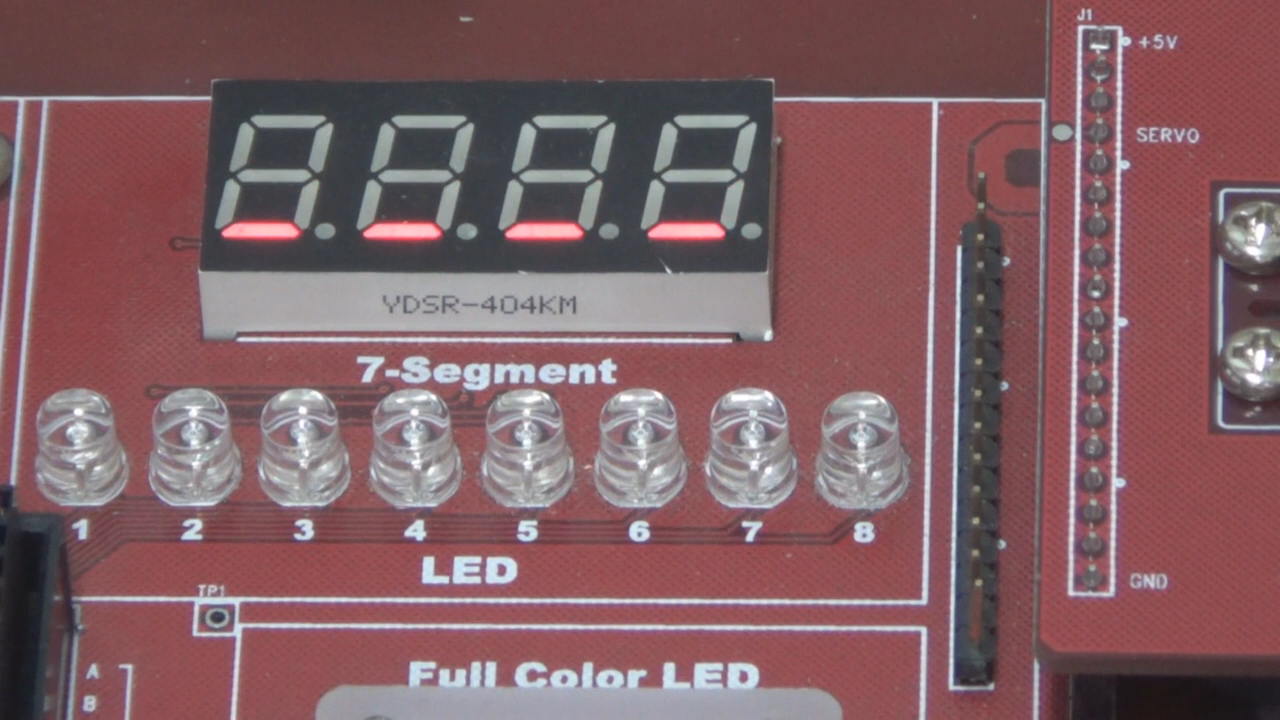 J1
+5V
SERVO
YDSR-404KM
7-Segment
1 2 3 4 5 6 7 8
LED
GND
TP1
A
B
Full Color LED